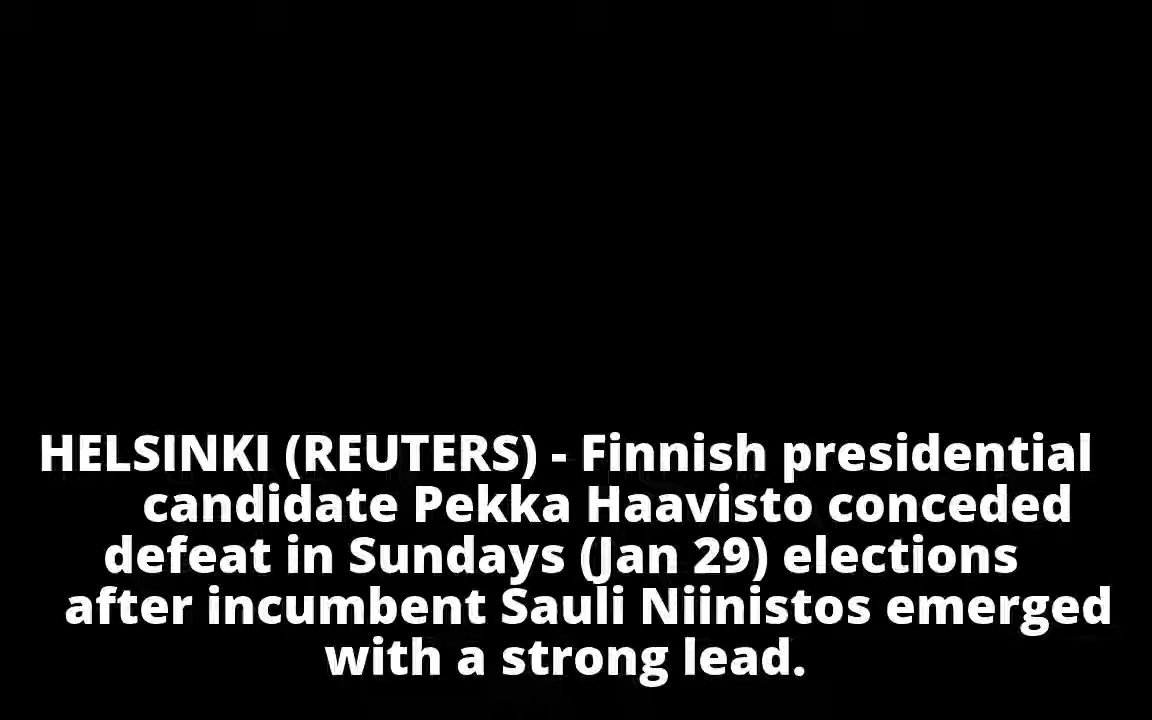 HELSINKI (REUTERS) - Finnish presidential
candidate Pekka Haavisto conceded
defeat in Sundays (Jan 29) elections
after incumbent Sauli Niinistos emerged
with a strong lead.